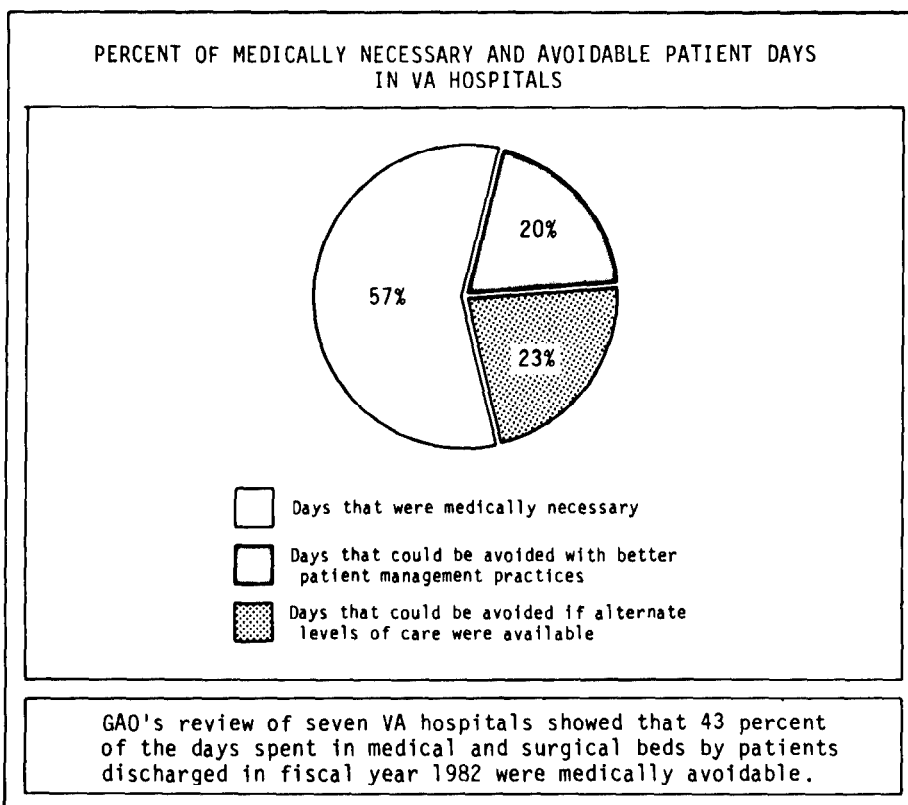 PERCENT OF MEDICALLY NECESSARY AND AVOIDABLE PATIENT DAYS
IN VA HOSPITALS
20%
57%
23%
Days that were medically necessary
Days that could be avoided with better
patient management practices
Days that could be avoided if alternate
levels of care were available
GAO's review of seven VA hospitals showed that 43 percent
of the days spent in medical and surgical beds by patients
discharged in fiscal year 1982 were medically avoidable.